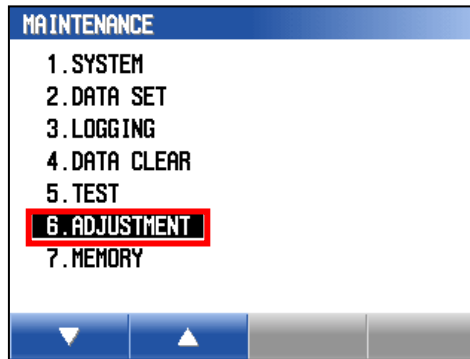 MAINTENANCE
1.SYSTEM
2.DATA SET
3.LOGGING
4.DATA CLEAR
5.TEST
6.ADJUSTMENT
7.MEMORY